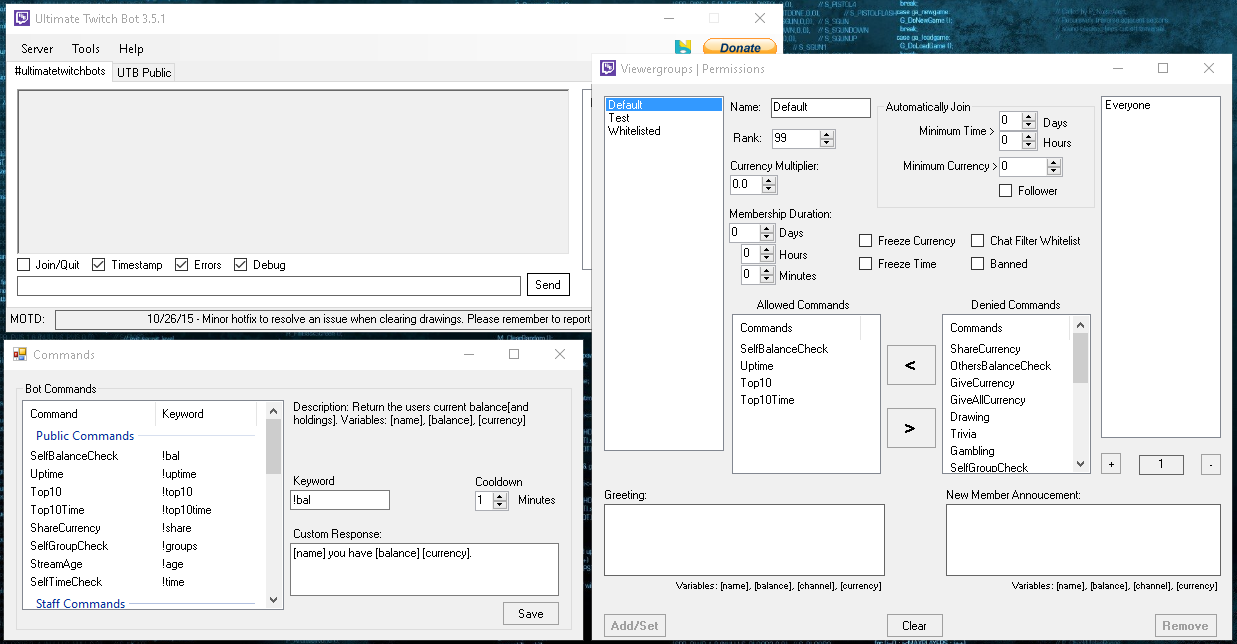 Ultimate Twitch Bot 3.5.1
Server Tools Help
Donate
#ultimatetwitchbots UTB Public
Join/Quit Timestamp Errors Debug
Send
MOTD: 10/26/15 - Minor hotfix to resolve an issue when clearing drawings. Please remember to report
Commands
Bot Commands
Command Keyword
Public Commands
SelfBalanceCheck !bal
Uptime !uptime
Top10 !top10
Top10Time !top10time
ShareCurrency !share
SelfGroupCheck !groups
StreamAge !age
SelfTimeCheck !time
Staff Commands
Description: Return the users current balance[and
holdings]. Variables: [name], [balance], [currency]
Keyword Cooldown
!bal 1 Minutes
Custom Response:
[name] you have [balance] [currency].
Save
Viewergroups | Permissions
Default
Test
Whitelisted
Name: Default
Rank: 99
Currency Multiplier:
0.0
Membership Duration:
0 Days
0 Hours
0 Minutes
Automatically Join
Minimum Time > 0 Days
0 Hours
Minimum Currency > 0
Follower
Freeze Currency Chat Filter Whitelist
Freeze Time Banned
Everyone
Allowed Commands
Commands
SelfBalanceCheck
Uptime
Top10
Top10Time
<
>
Denied Commands
Commands
ShareCurrency
OthersBalanceCheck
GiveCurrency
GiveAllCurrency
Drawing
Trivia
Gambling
SelfGroupCheck
+ 1 -
Greeting:
Variables: [name], [balance], [channel], [currency]
New Member Annoucement:
Variables: [name], [balance], [channel], [currency]
Add/Set Clear Remove